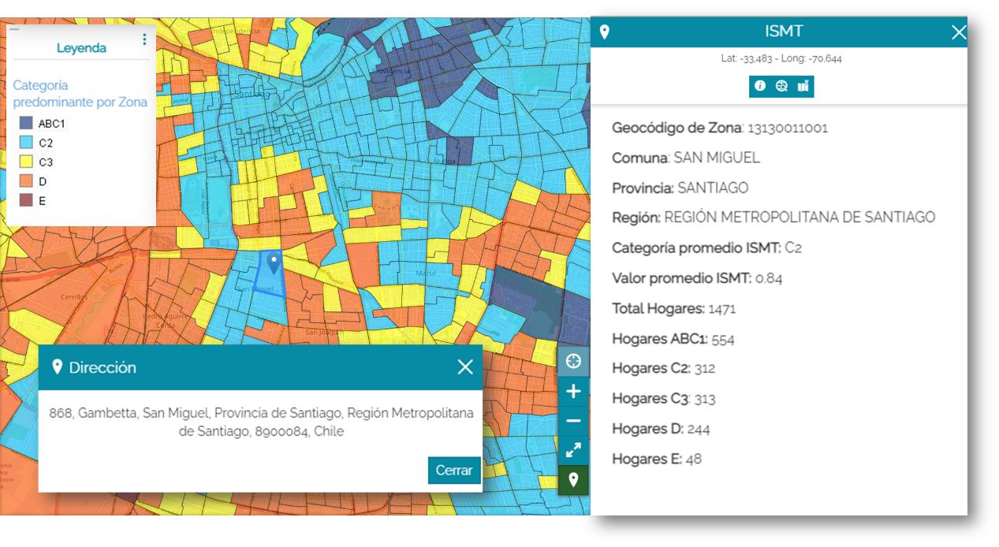 Leyenda
Categoría
predominante por Zona
ABC1
C2
C3
D
E
Independencia
Providencia
Santiago
Ñuñoa
Macul
San Miguel
Cerrillos
Pedro Aguirre
Cerda
San Joaquín
Dirección
868, Gambetta, San Miguel, Provincia de Santiago, Región Metropolitana
de Santiago, 8900084, Chile
Cerrar
ISMT
Lat: -33,483 - Long: -70,644
Geocódigo de Zona: 13130011001
Comuna: SAN MIGUEL
Provincia: SANTIAGO
Región: REGIÓN METROPOLITANA DE SANTIAGO
Categoría promedio ISMT: C2
Valor promedio ISMT: 0.84
Total Hogares: 1471
Hogares ABC1: 554
Hogares C2: 312
Hogares C3: 313
Hogares D: 244
Hogares E: 48